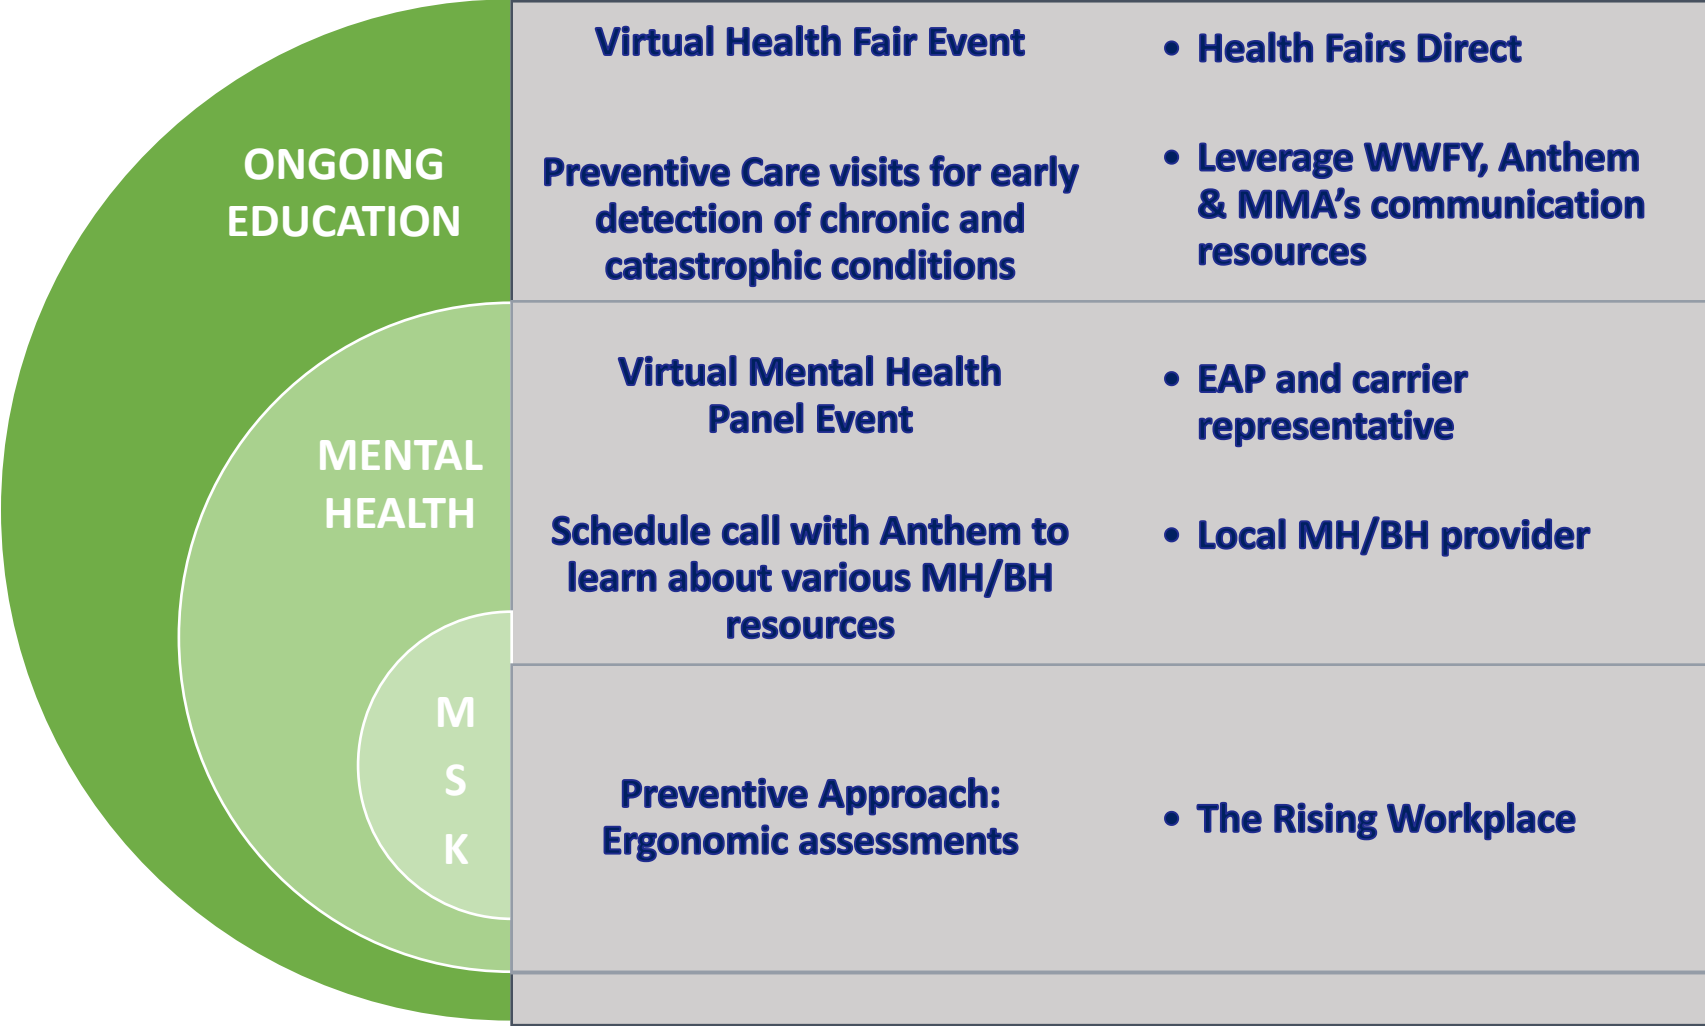 ONGOING
EDUCATION
Virtual Health Fair Event
Preventive Care visits for early
detection of chronic and
catastrophic conditions
• Health Fairs Direct
• Leverage WWFY, Anthem
& MMA’s communication
resources
MENTAL
HEALTH
Virtual Mental Health
Panel Event
Schedule call with Anthem to
learn about various MH/BH
resources
• EAP and carrier
representative
• Local MH/BH provider
M
S
K
Preventive Approach:
Ergonomic assessments
• The Rising Workplace